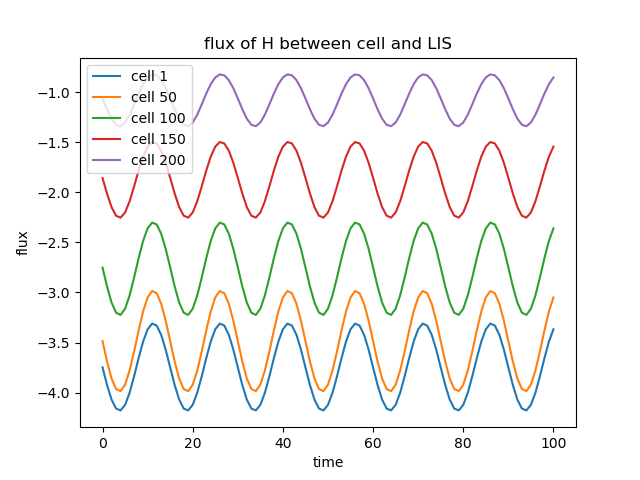 flux of H between cell and LIS
cell 1
cell 50
cell 100
cell 150
cell 200
−1.0
−1.5
−2.0
−2.5
−3.0
−3.5
−4.0
flux
0
20
40
60
80
100
time